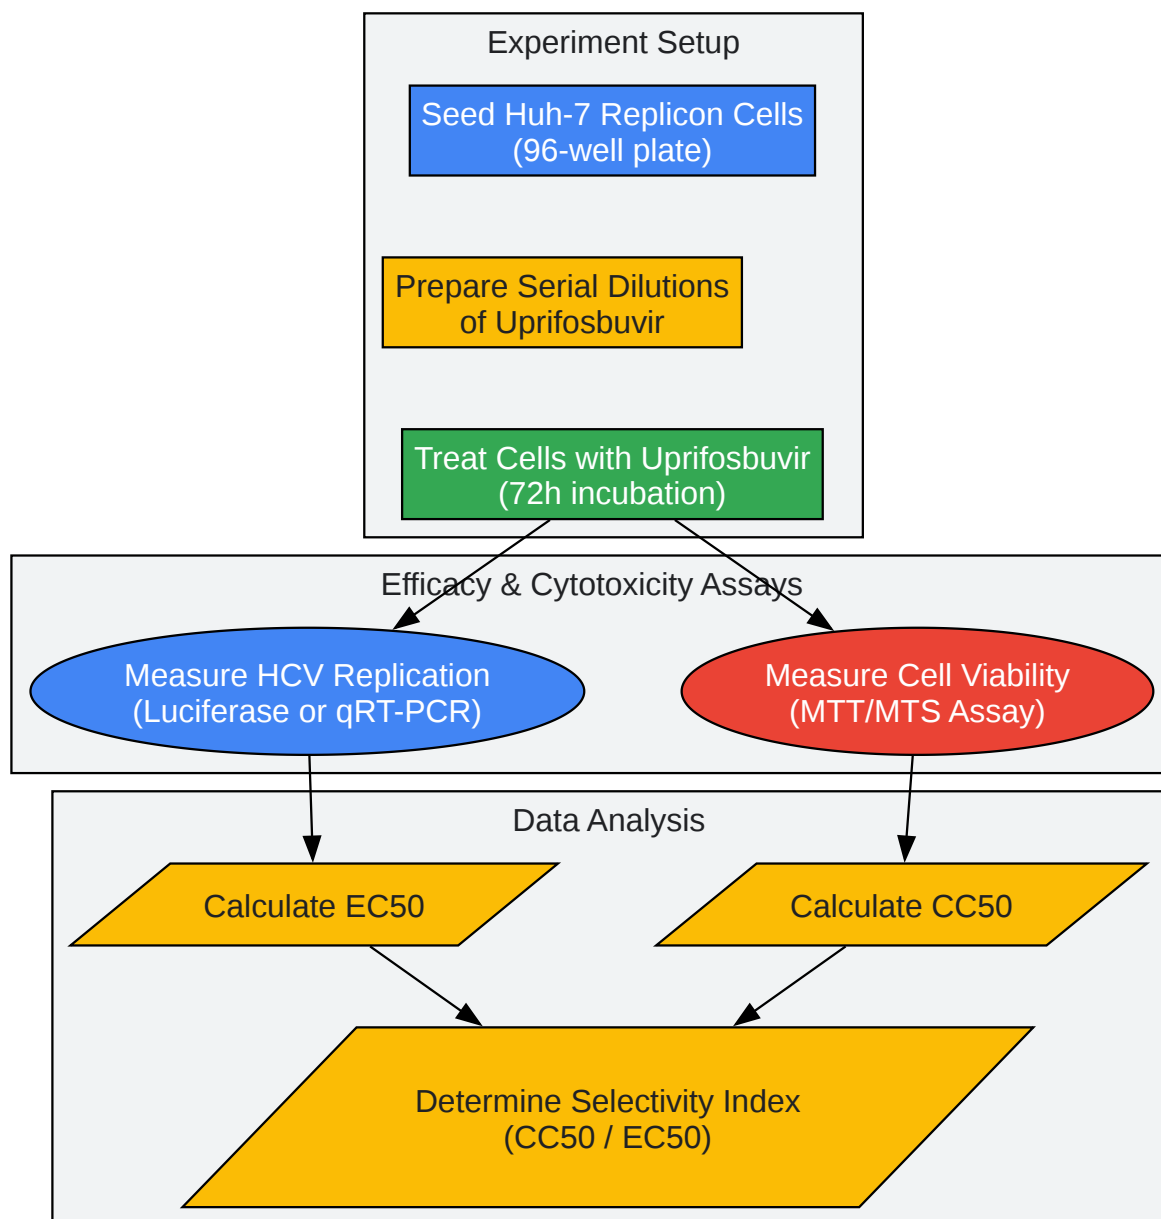 Experiment Setup
Seed Huh-7 Replicon Cells
(96-well plate)
Prepare Serial Dilutions
of Uprifosbuvir
Treat Cells with Uprifosbuvir
(72h incubation)
Efficacy & Cytotoxicity Assays
Measure HCV Replication
(Luciferase or qRT-PCR)
Measure Cell Viability
(MTT/MTS Assay)
Data Analysis
Calculate EC50
Calculate CC50
Determine Selectivity Index
(CC50 / EC50)